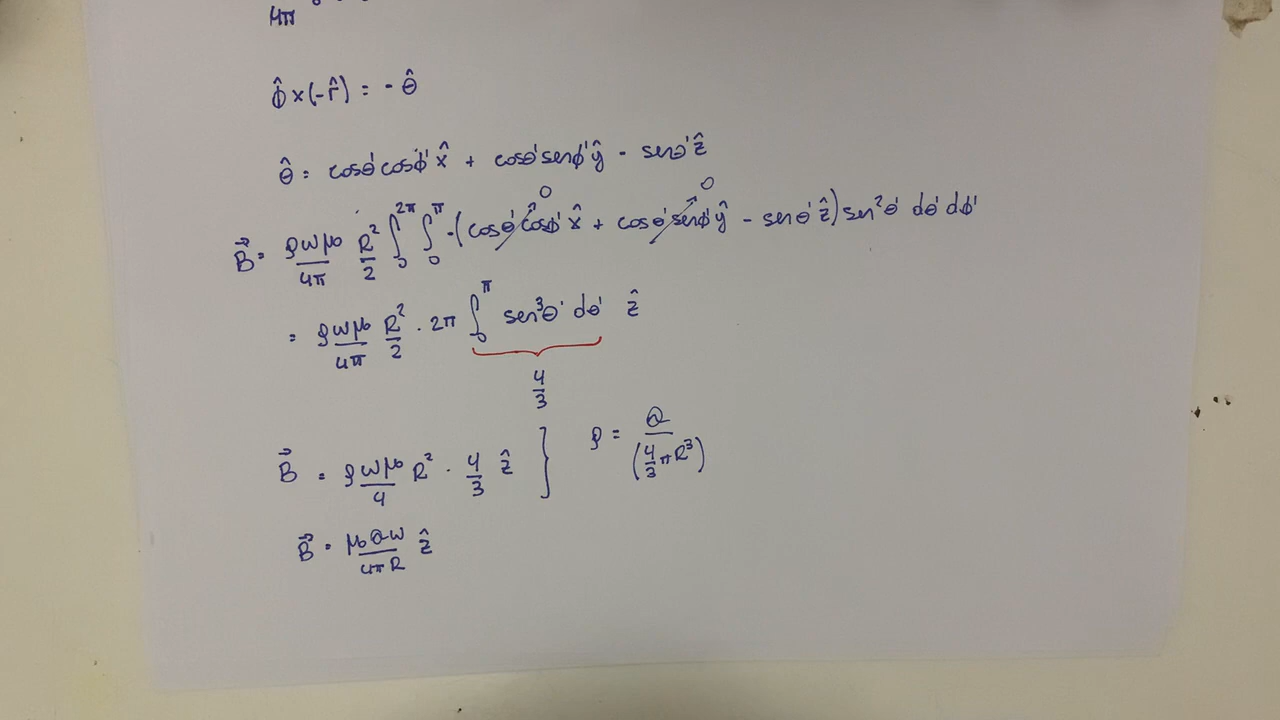 4π
φ̂ x (-r̂) = - θ̂
θ̂ = cosθ' cosφ' x̂ + cosθ' senφ' ŷ - senθ' ẑ
B⃗ = ρωμ₀/4π R²/2 ∫₀^2π ∫₀^π -(cosθ' cosφ' x̂ + cosθ' senφ' ŷ - senθ' ẑ) sen²θ' dθ' dφ'
0 0
= ρωμ₀/4π R²/2 · 2π ∫₀^π sen³θ' dθ' ẑ
4/3
B⃗ = ρωμ₀/4 R² · 4/3 ẑ } ρ = Q/(4/3 πR³)
B⃗ = μ₀Qω/4πR ẑ